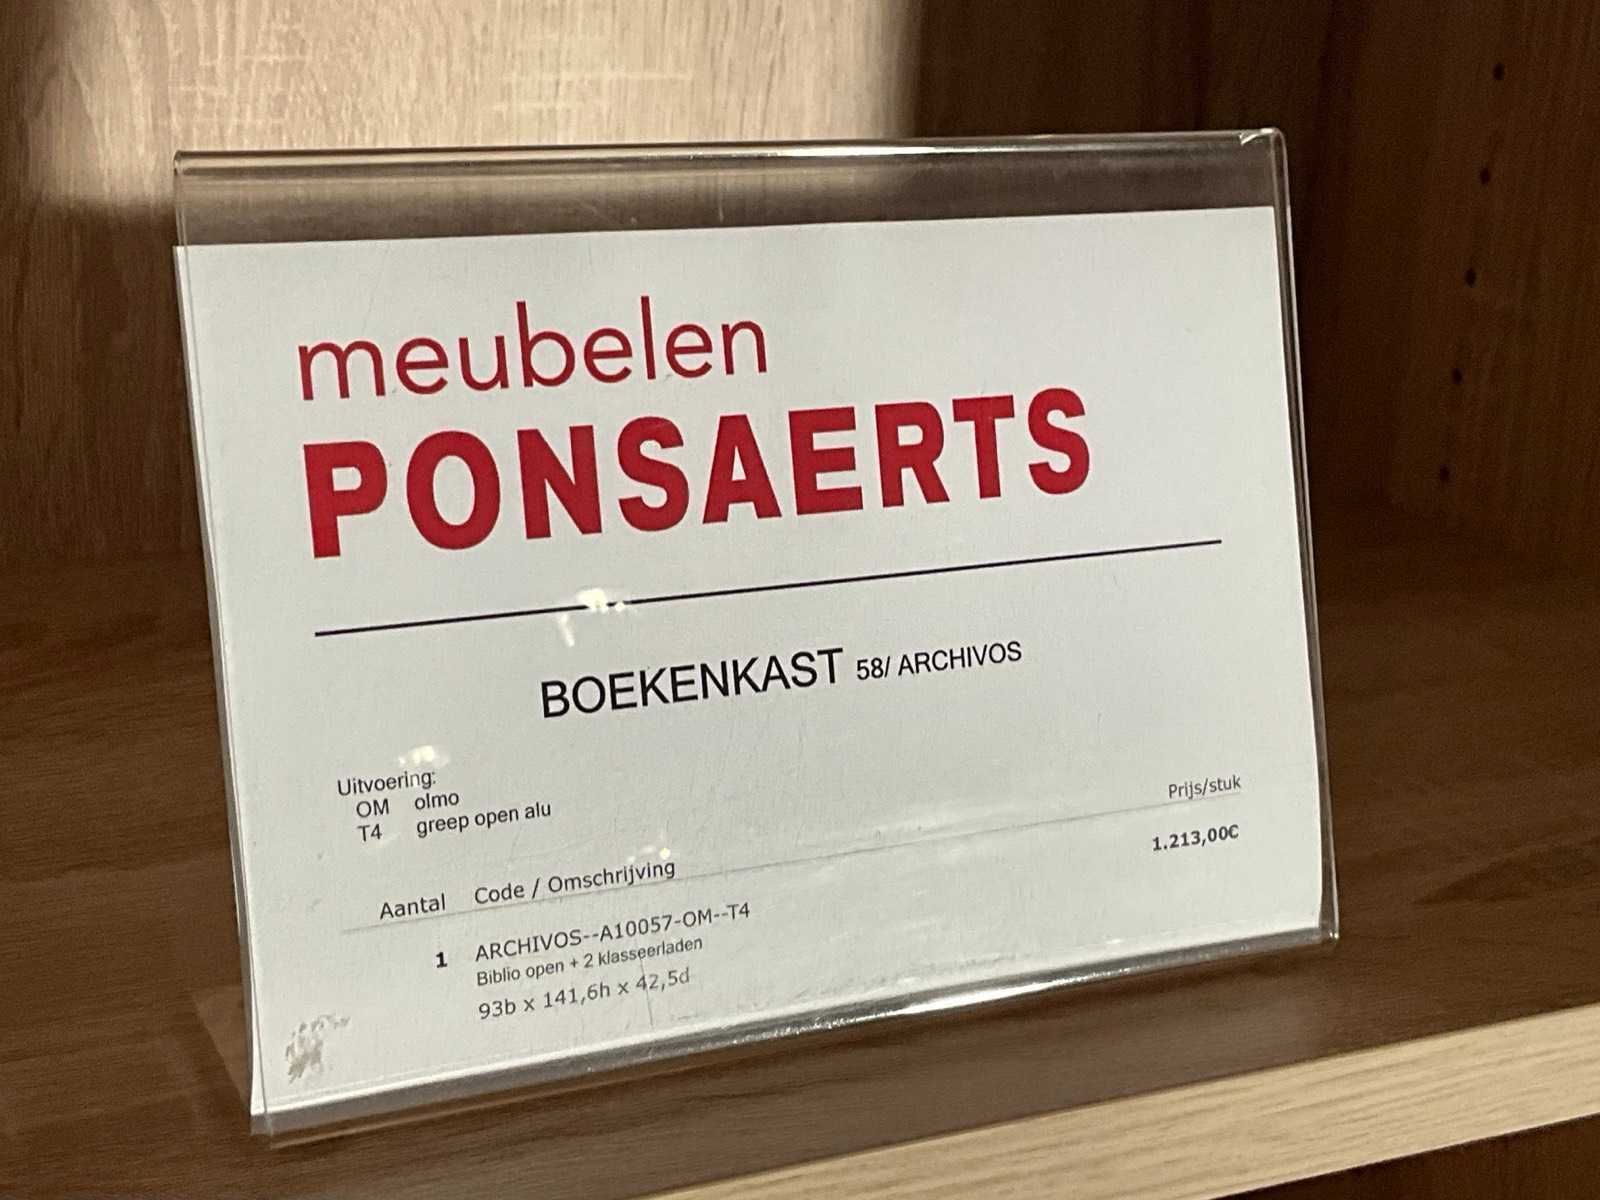 meubelen
PONSAERTS
BOEKENKAST 58/ ARCHIVOS
Uitvoering:
OM olmo
T4 greep open alu
Aantal Code / Omschrijving Prijs/stuk
1 ARCHIVOS--A10057-OM--T4 1.213,00€
Biblio open + 2 klasseerladen
93b x 141,6h x 42,5d